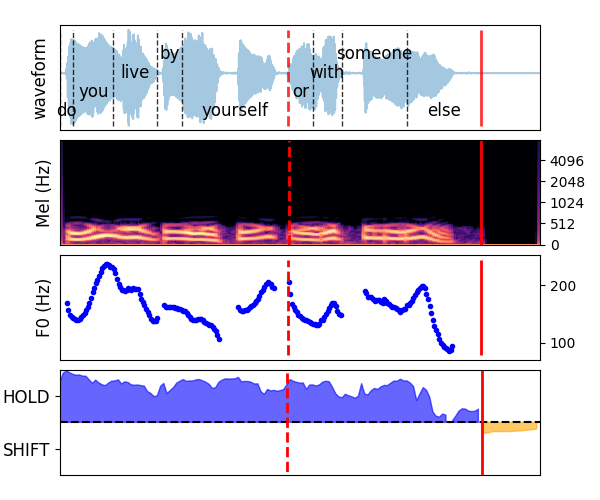 waveform
do you live by yourself or with someone else
Mel (Hz)
4096
2048
1024
512
0
F0 (Hz)
200
100
HOLD
SHIFT